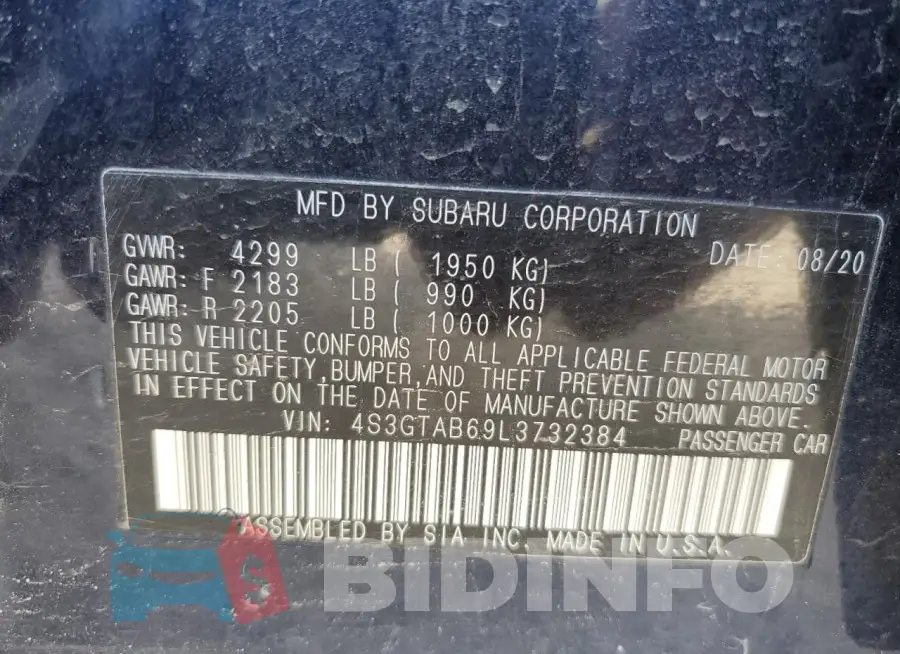 MFD BY SUBARU CORPORATION
GVWR: 4299 LB ( 1950 KG) DATE: 08/20
GAWR: F 2183 LB ( 990 KG)
GAWR: R 2205 LB ( 1000 KG)
THIS VEHICLE CONFORMS TO ALL APPLICABLE FEDERAL MOTOR
VEHICLE SAFETY, BUMPER, AND THEFT PREVENTION STANDARDS
IN EFFECT ON THE DATE OF MANUFACTURE SHOWN ABOVE.
VIN: 4S3GTAB69L3732384 PASSENGER CAR
ASSEMBLED BY SIA INC. MADE IN U.S.A.
$ BIDINFO